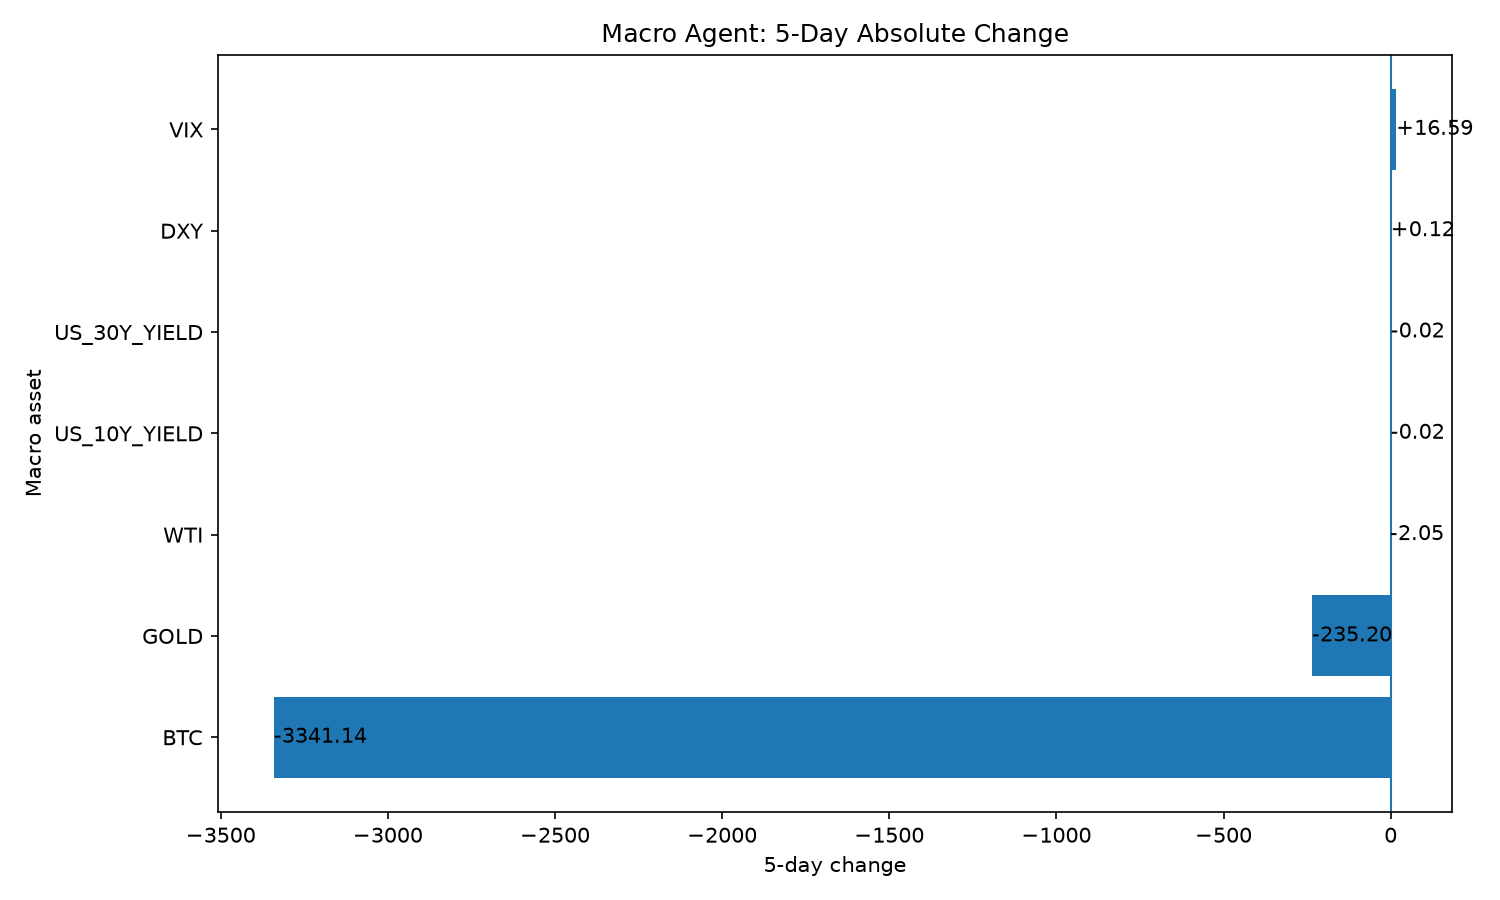 Macro Agent: 5-Day Absolute Change
VIX
+16.59
DXY
+0.12
US_30Y_YIELD
-0.02
US_10Y_YIELD
-0.02
WTI
-2.05
GOLD
-235.20
BTC
-3341.14
Macro asset
−3500
−3000
−2500
−2000
−1500
−1000
−500
0
5-day change